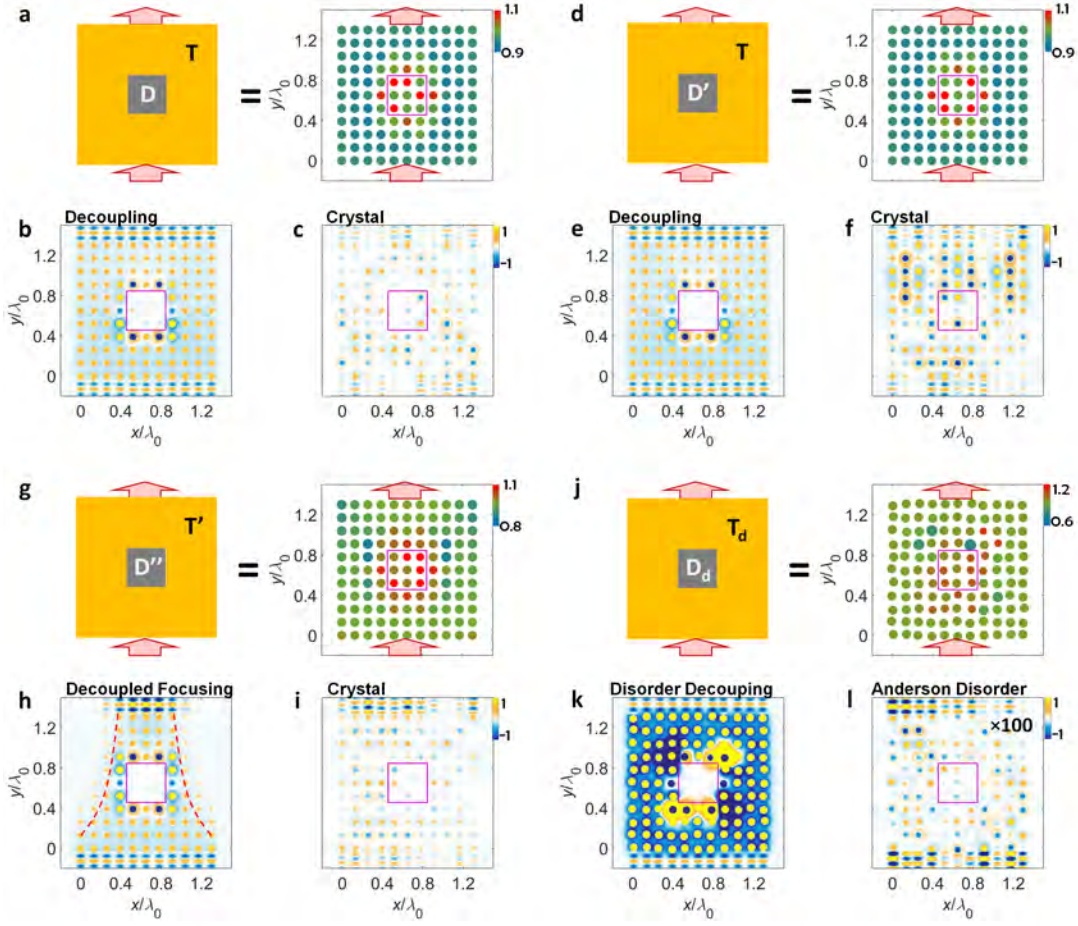 a
T
D
=
y/λ0
1.2
0.8
0.4
0
1.1
0.9
d
T
D'
=
y/λ0
1.2
0.8
0.4
0
1.1
0.9
b
Decoupling
y/λ0
1.2
0.8
0.4
0
0 0.4 0.8 1.2
x/λ0
c
Crystal
1
-1
0 0.4 0.8 1.2
x/λ0
e
Decoupling
y/λ0
1.2
0.8
0.4
0
0 0.4 0.8 1.2
x/λ0
f
Crystal
1
-1
0 0.4 0.8 1.2
x/λ0
g
T'
D''
=
y/λ0
1.2
0.8
0.4
0
1.1
0.8
j
Td
Dd
=
y/λ0
1.2
0.8
0.4
0
1.2
0.6
h
Decoupled Focusing
y/λ0
1.2
0.8
0.4
0
0 0.4 0.8 1.2
x/λ0
i
Crystal
1
-1
0 0.4 0.8 1.2
x/λ0
k
Disorder Decouping
y/λ0
1.2
0.8
0.4
0
0 0.4 0.8 1.2
x/λ0
l
Anderson Disorder
×100
1
-1
0 0.4 0.8 1.2
x/λ0